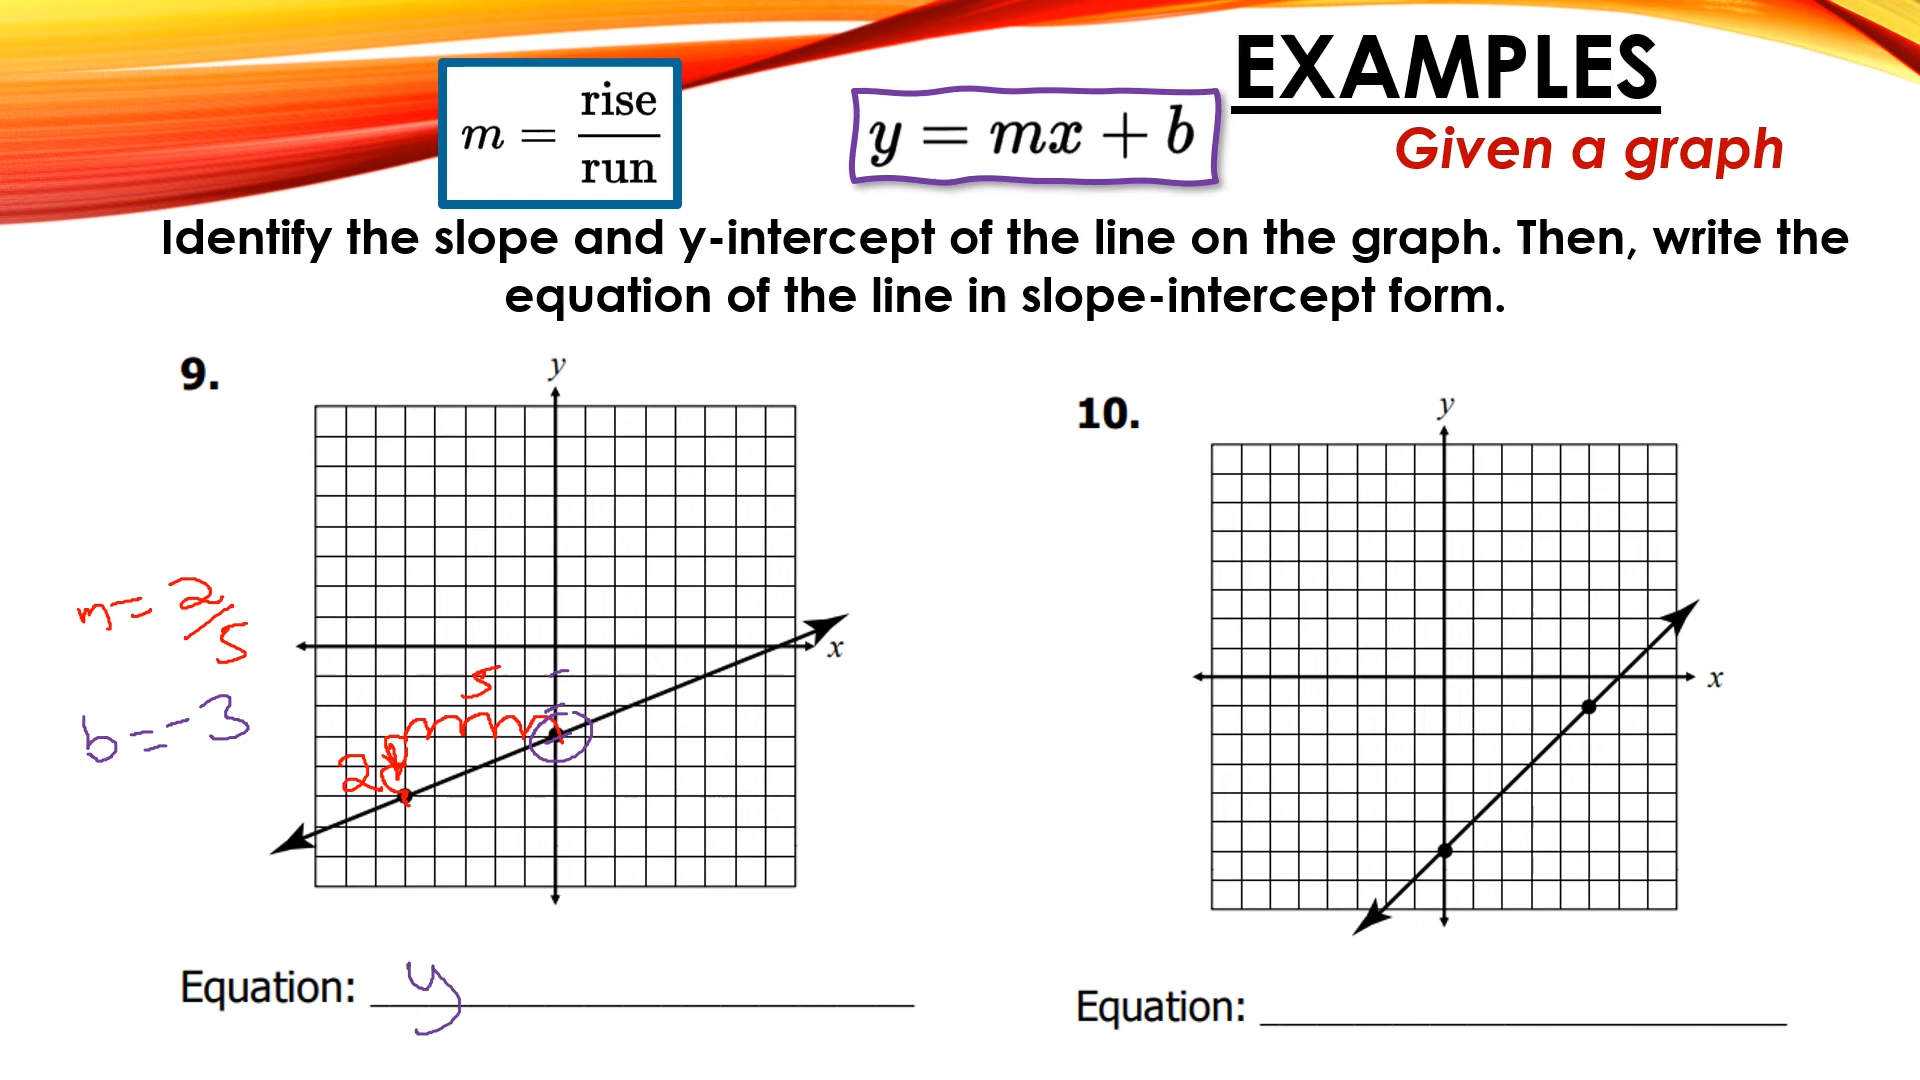 EXAMPLES
Given a graph
m = rise/run
y = mx + b
Identify the slope and y-intercept of the line on the graph. Then, write the
equation of the line in slope-intercept form.
9.
y
x
m = 2/5
b = -3
5
2
Equation: y
10.
y
x
Equation: